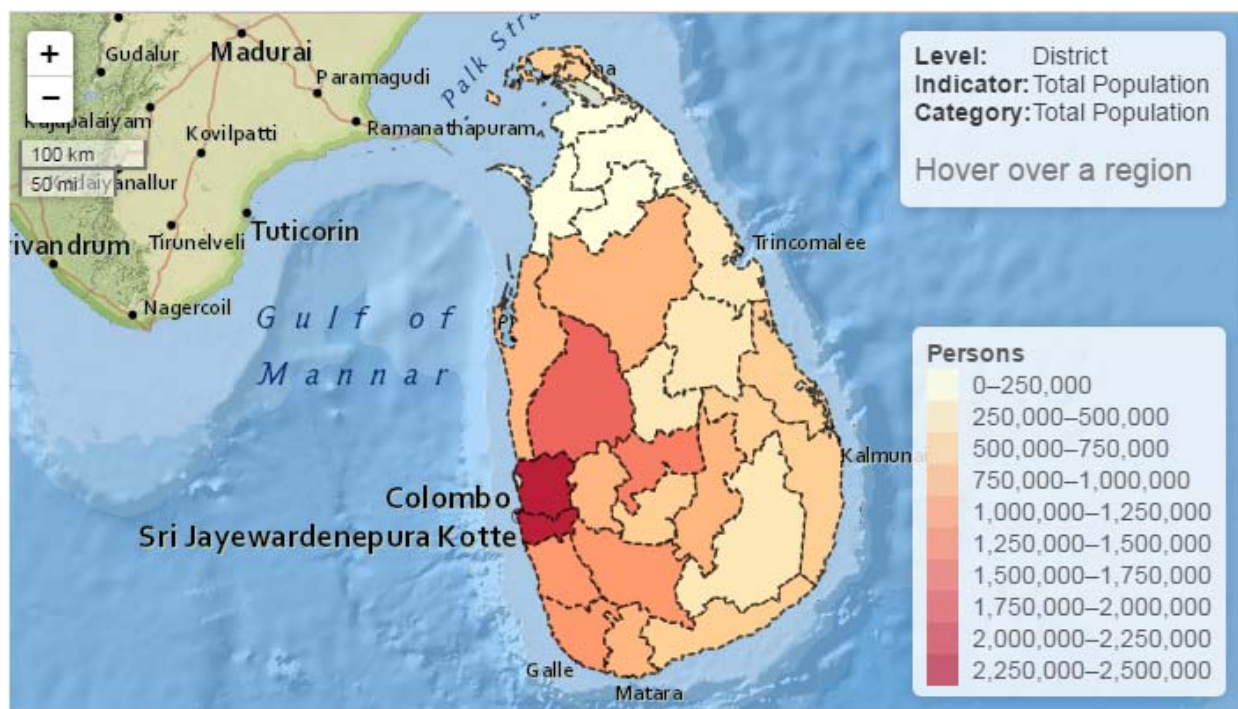 +
−
Gudalur
Madurai
Paramagudi
Palk Stra
Rajapalaiyam
Kovilpatti
Ramanathapuram
100 km
50 mi
Tirunelveli
Tuticorin
Nagercoil
Gulf of
Mannar
Trincomalee
Colombo
Sri Jayewardenepura Kotte
Galle
Matara
Level: District
Indicator: Total Population
Category: Total Population
Hover over a region
Persons
0–250,000
250,000–500,000
500,000–750,000
750,000–1,000,000
1,000,000–1,250,000
1,250,000–1,500,000
1,500,000–1,750,000
1,750,000–2,000,000
2,000,000–2,250,000
2,250,000–2,500,000